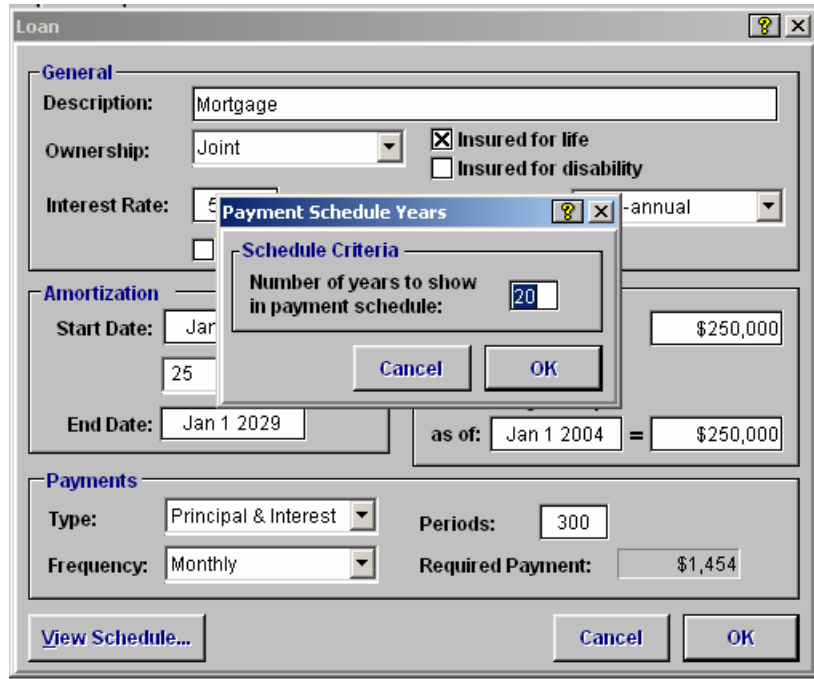 Loan
General
Description: Mortgage
Ownership: Joint
Insured for life
Insured for disability
Interest Rate: 5 -annual
Payment Schedule Years
Schedule Criteria
Number of years to show
in payment schedule: 20
Cancel OK
Amortization
Start Date: Jan $250,000
25
End Date: Jan 1 2029
as of: Jan 1 2004 = $250,000
Payments
Type: Principal & Interest Periods: 300
Frequency: Monthly Required Payment: $1,454
View Schedule... Cancel OK